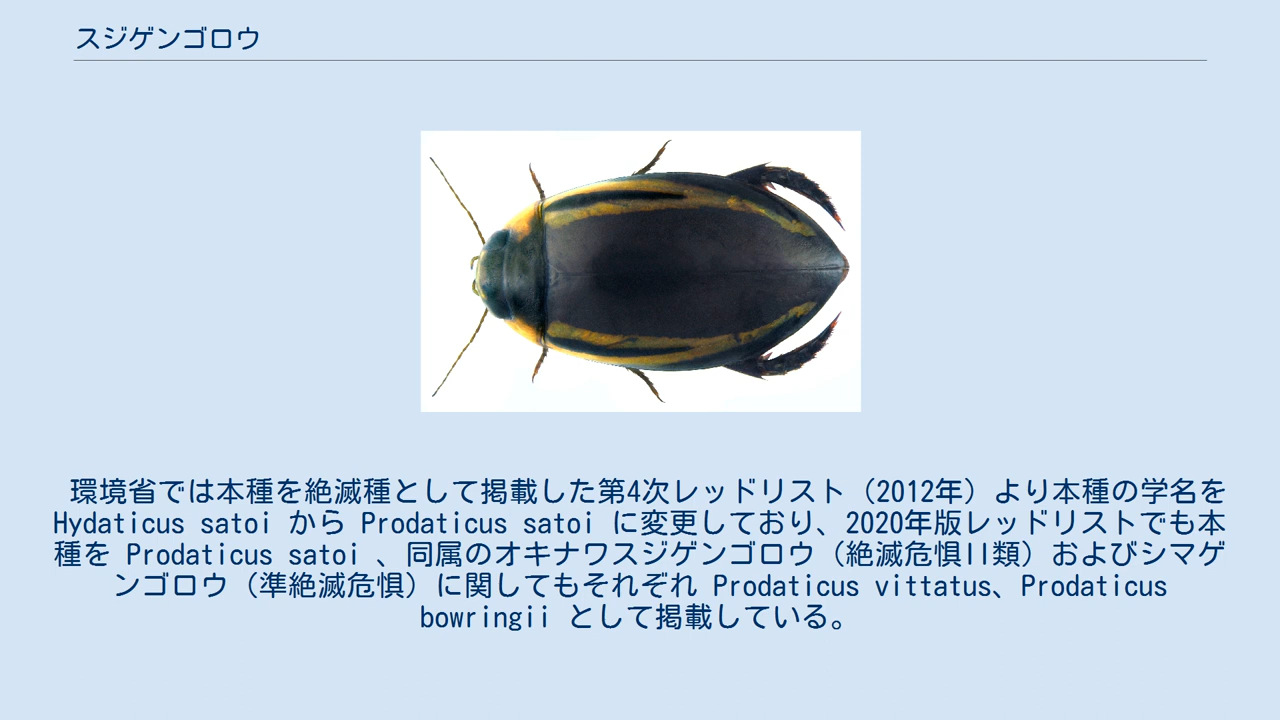 スジゲンゴロウ
環境省では本種を絶滅種として掲載した第4次レッドリスト（2012年）より本種の学名を
Hydaticus satoi から Prodaticus satoi に変更しており、2020年版レッドリストでも本
種を Prodaticus satoi 、同属のオキナワスジゲンゴロウ（絶滅危惧II類）およびシマゲ
ンゴロウ（準絶滅危惧）に関してもそれぞれ Prodaticus vittatus、Prodaticus
bowringii として掲載している。